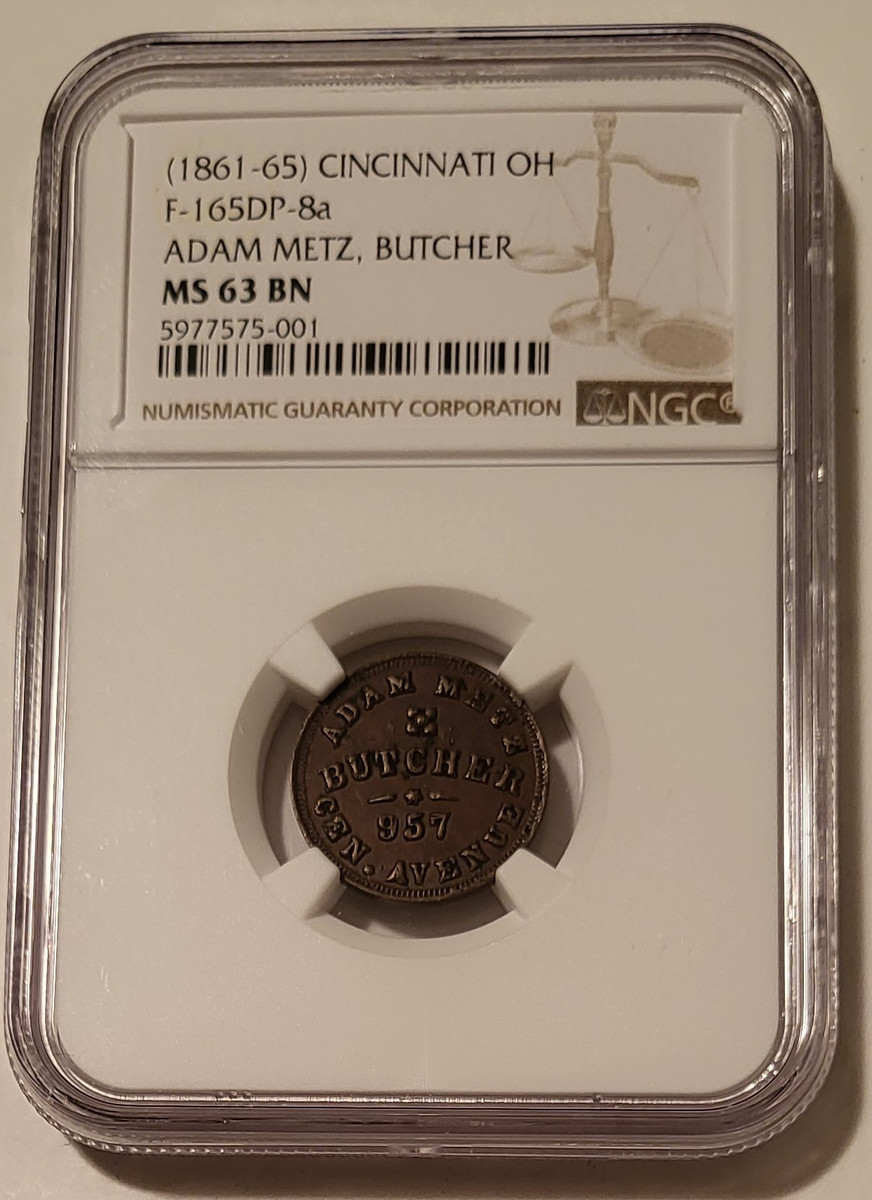 (1861-65) CINCINNATI OH
F-165DP-8a
ADAM METZ, BUTCHER
MS 63 BN
5977575-001
NUMISMATIC GUARANTY CORPORATION
NGC®
ADAM METZ
BUTCHER
957
CEN. AVENUE